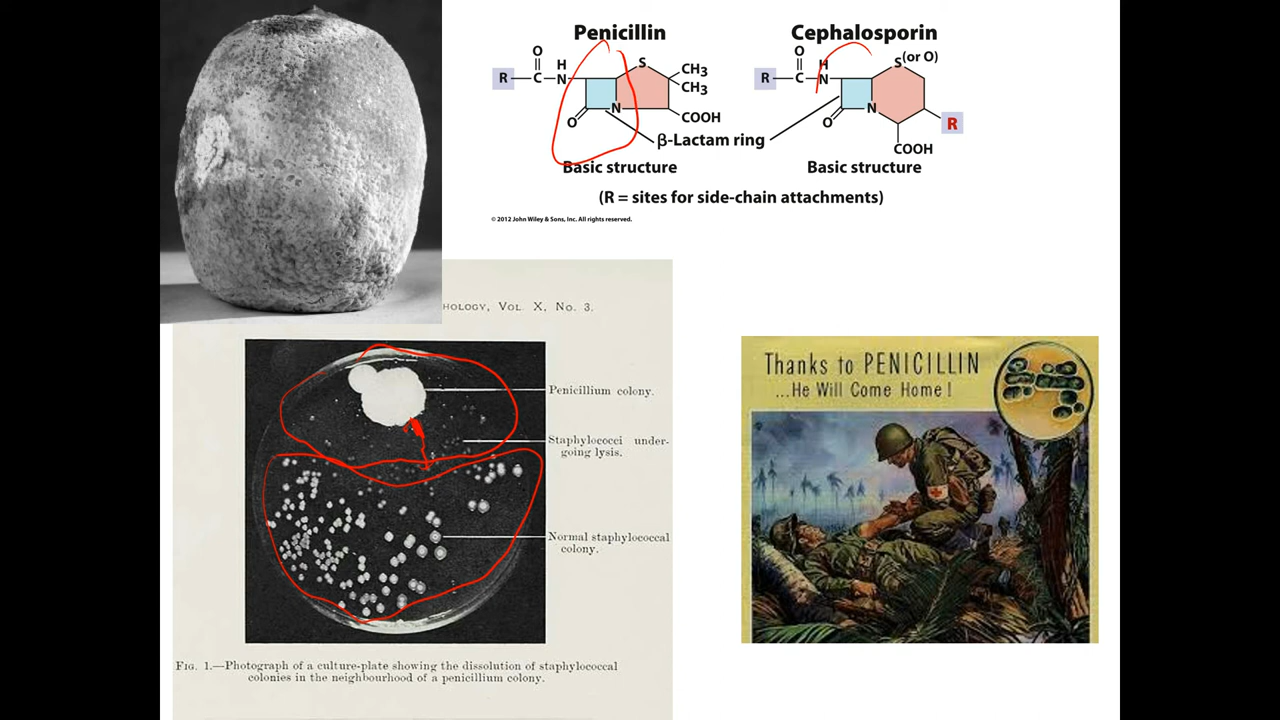 Penicillin
Cephalosporin
O
H
R C N
S
CH3
CH3
N
O
COOH
β-Lactam ring
Basic structure
O
H
R C N
S(or O)
N
O
R
COOH
Basic structure
(R = sites for side-chain attachments)
© 2012 John Wiley & Sons, Inc. All rights reserved.
HOLOGY, VOL. X, NO. 3.
Penicillium colony.
Staphylococci under-
going lysis.
Normal staphylococcal
colony.
FIG. 1.—Photograph of a culture-plate showing the dissolution of staphylococcal
colonies in the neighbourhood of a penicillium colony.
Thanks to PENICILLIN
...He Will Come Home!